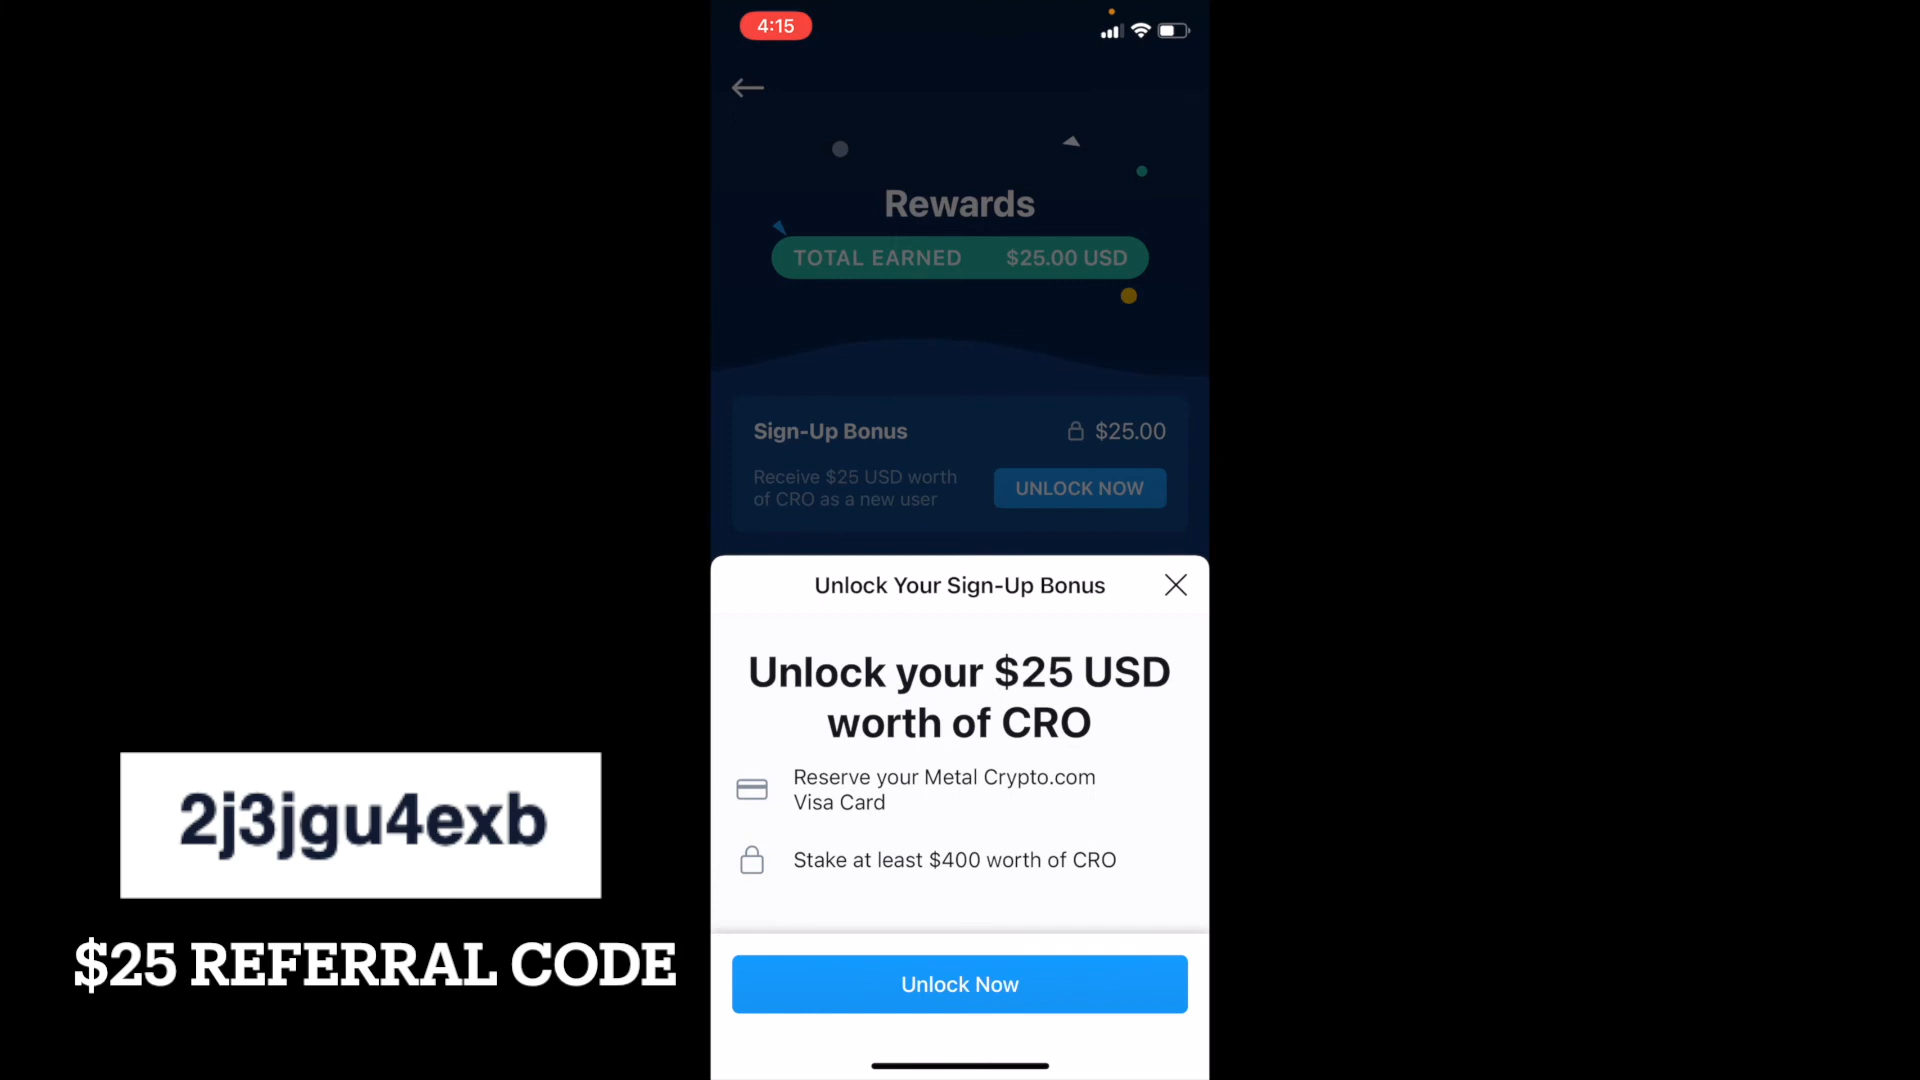 4:15
Rewards
TOTAL EARNED $25.00 USD
Sign-Up Bonus $25.00
Receive $25 USD worth
of CRO as a new user
UNLOCK NOW
Unlock Your Sign-Up Bonus
Unlock your $25 USD
worth of CRO
Reserve your Metal Crypto.com
Visa Card
Stake at least $400 worth of CRO
Unlock Now
2j3jgu4exb
$25 REFERRAL CODE